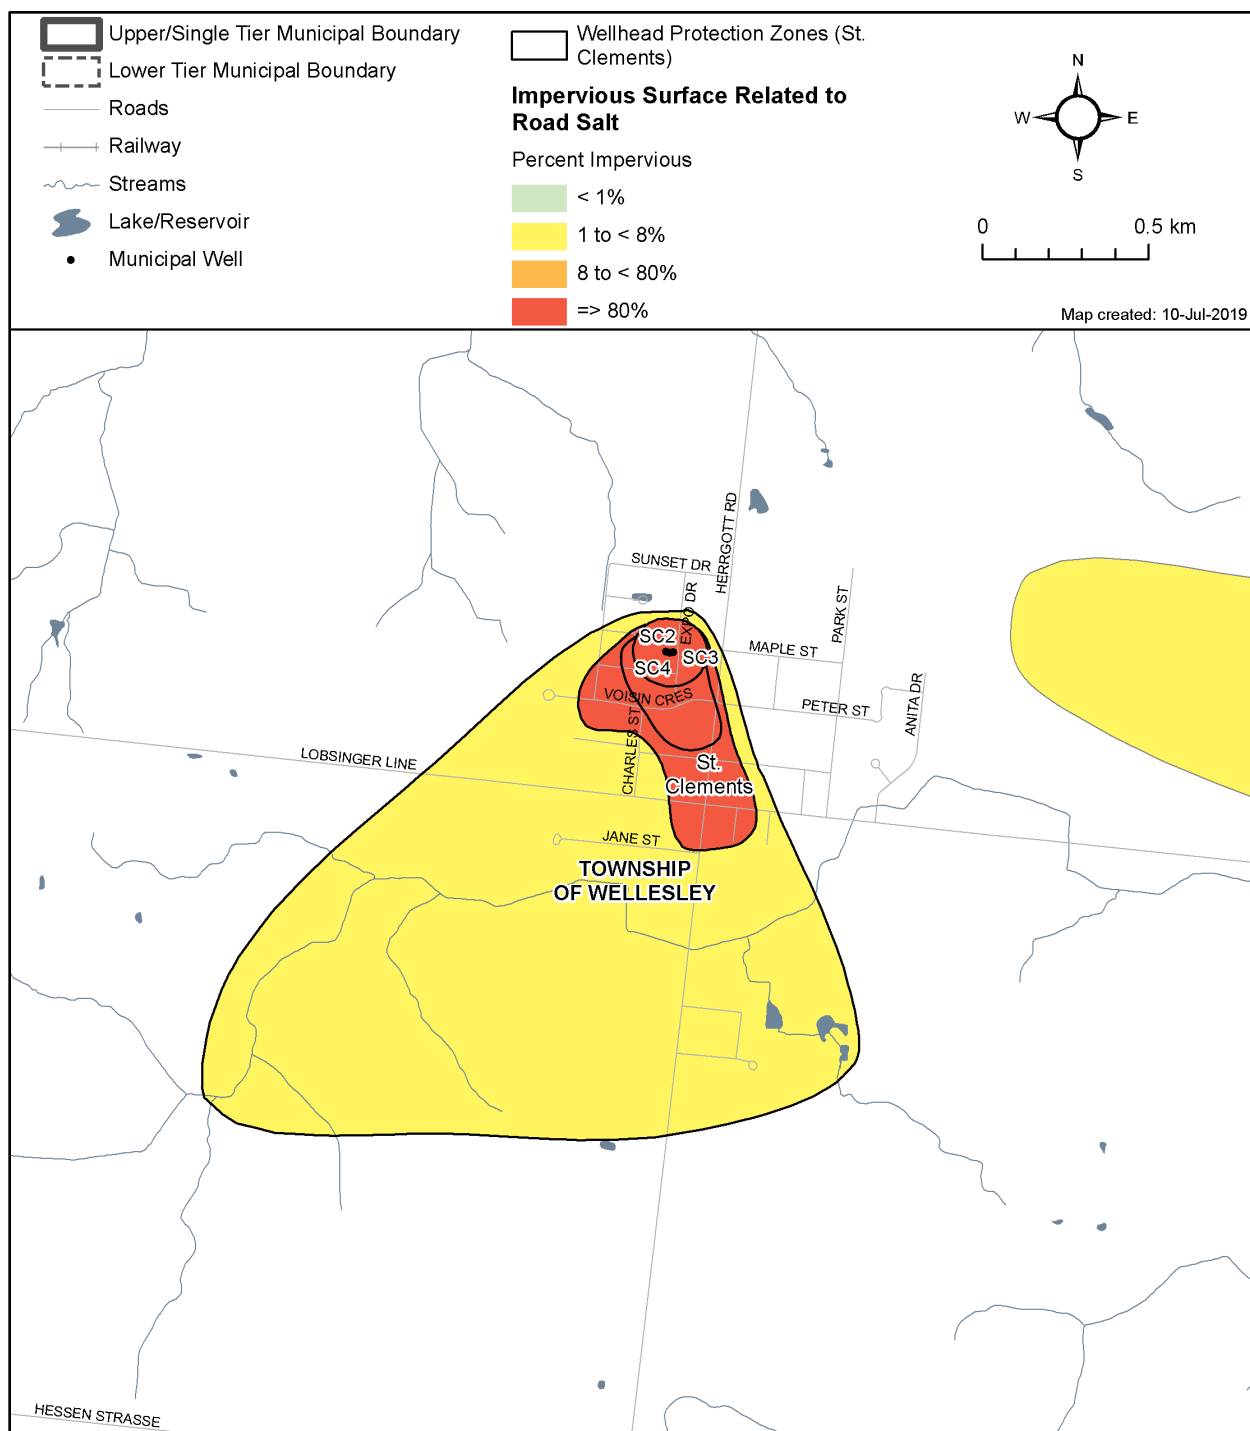 Upper/Single Tier Municipal Boundary
Lower Tier Municipal Boundary
Roads
Railway
Streams
Lake/Reservoir
Municipal Well
Wellhead Protection Zones (St.
Clements)
Impervious Surface Related to
Road Salt
Percent Impervious
< 1%
1 to < 8%
8 to < 80%
=> 80%
N
W E
S
0 0.5 km
Map created: 10-Jul-2019
HERRGOTT RD
SUNSET DR
EXPO DR
PARK ST
SC2
SC3
SC4
MAPLE ST
VOISIN CRES
PETER ST
ANITA DR
CHARLES ST
LOBSINGER LINE
St.
Clements
JANE ST
TOWNSHIP
OF WELLESLEY
HESSEN STRASSE